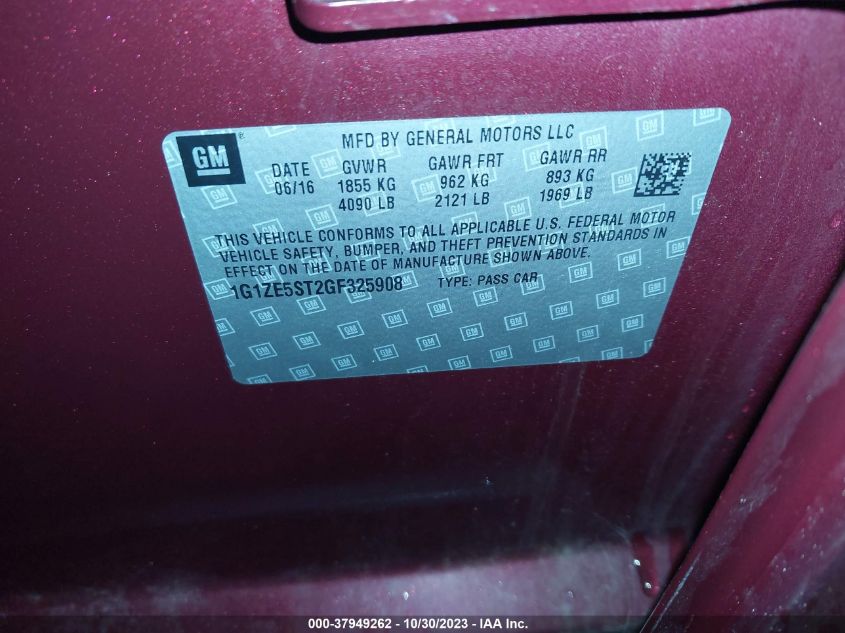 GM ®
MFD BY GENERAL MOTORS LLC
DATE GVWR GAWR FRT GAWR RR
06/16 1855 KG 962 KG 893 KG
4090 LB 2121 LB 1969 LB
THIS VEHICLE CONFORMS TO ALL APPLICABLE U.S. FEDERAL MOTOR
VEHICLE SAFETY, BUMPER, AND THEFT PREVENTION STANDARDS IN
EFFECT ON THE DATE OF MANUFACTURE SHOWN ABOVE.
1G1ZE5ST2GF325908 TYPE: PASS CAR
000-37949262 - 10/30/2023 - IAA Inc.